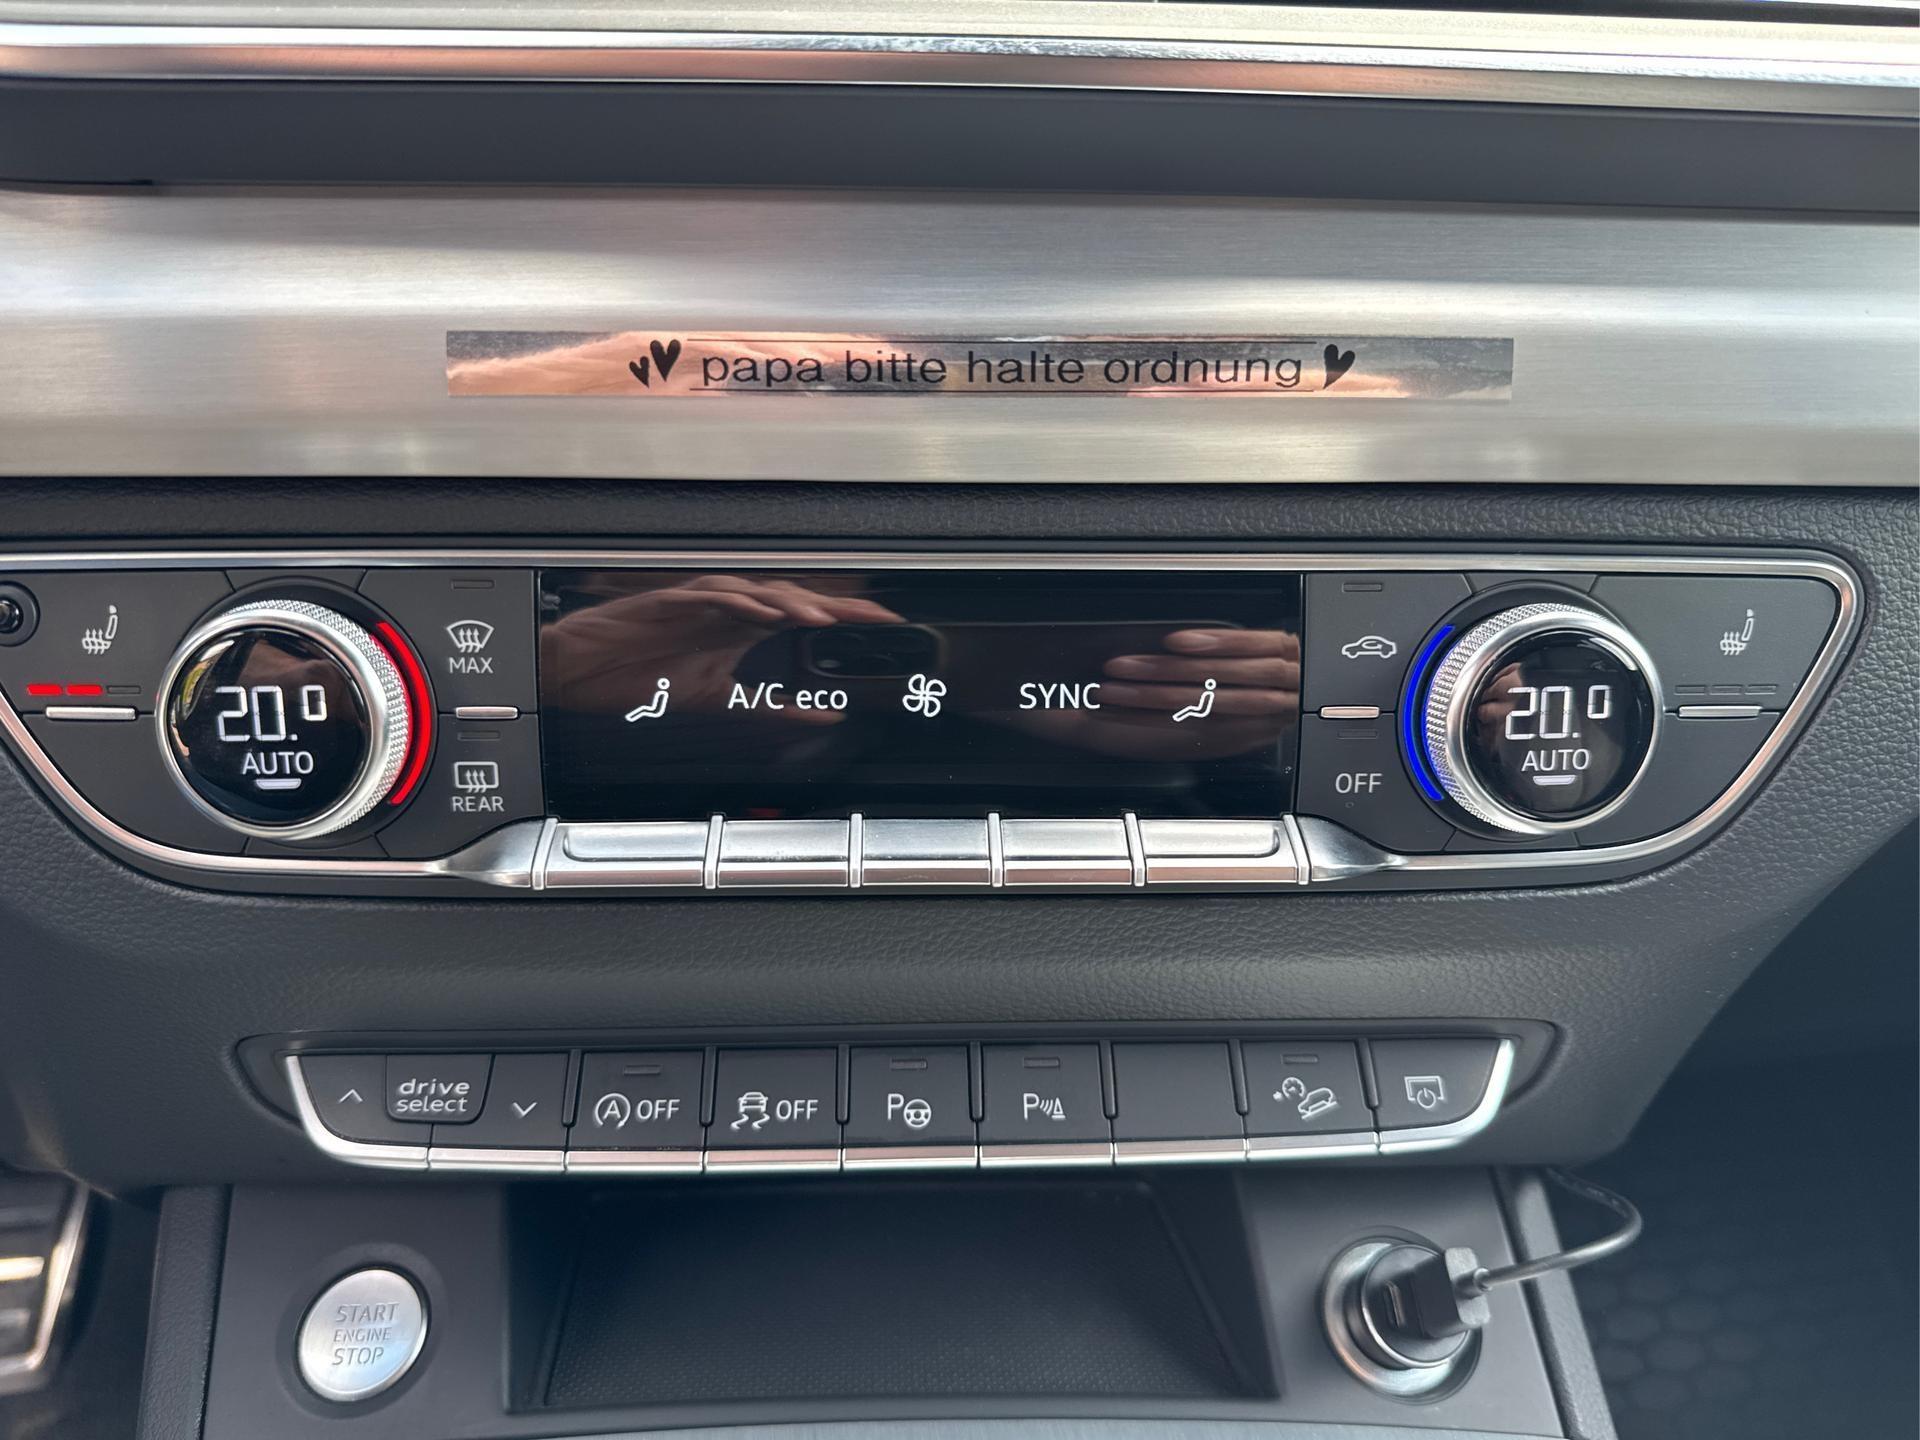 papa bitte halte ordnung
MAX
20.0
AUTO
REAR
A/C eco
SYNC
OFF
20.0
AUTO
drive
select
A OFF
OFF
P
P
START
ENGINE
STOP